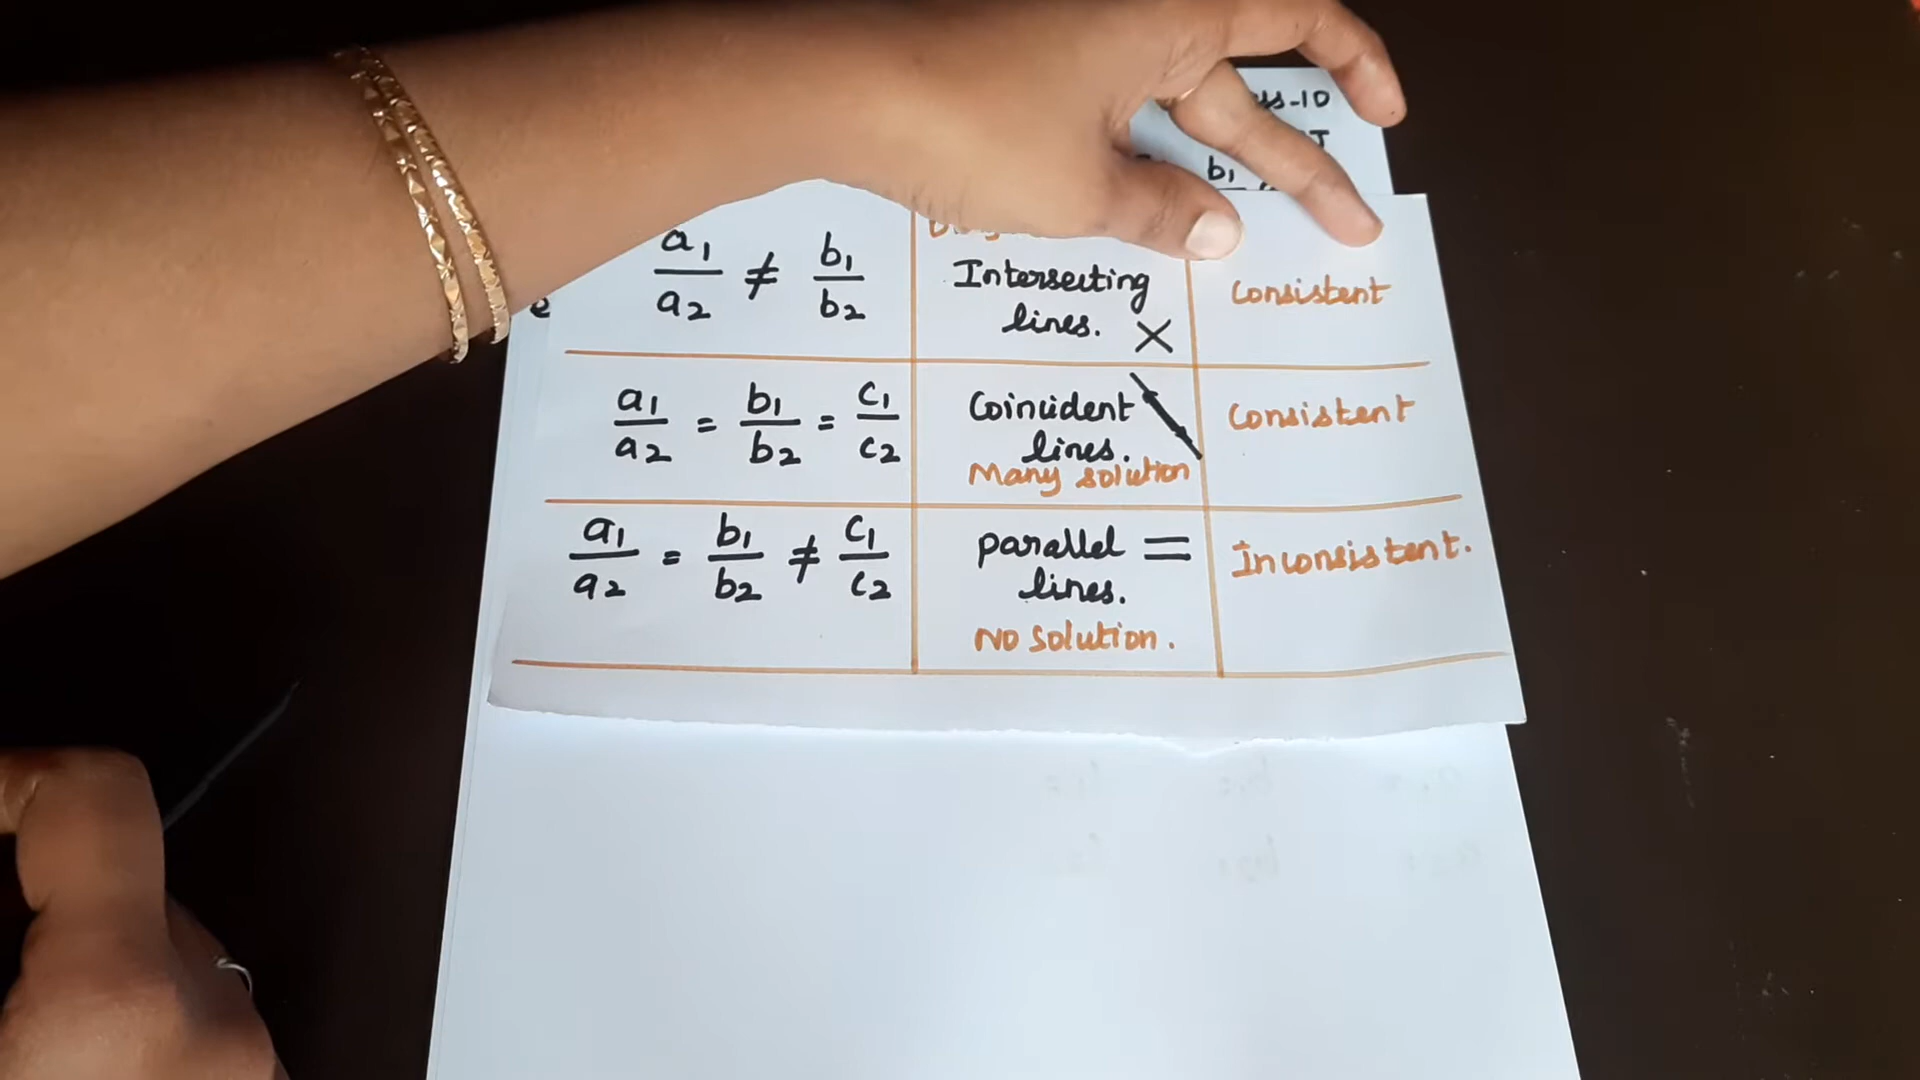 b₁
a₁/a₂ ≠ b₁/b₂
Intersecting
lines.
Consistent
a₁/a₂ = b₁/b₂ = c₁/c₂
Coincident
lines.
Many solution
Consistent
a₁/a₂ = b₁/b₂ ≠ c₁/c₂
parallel
lines.
No solution.
Inconsistent.